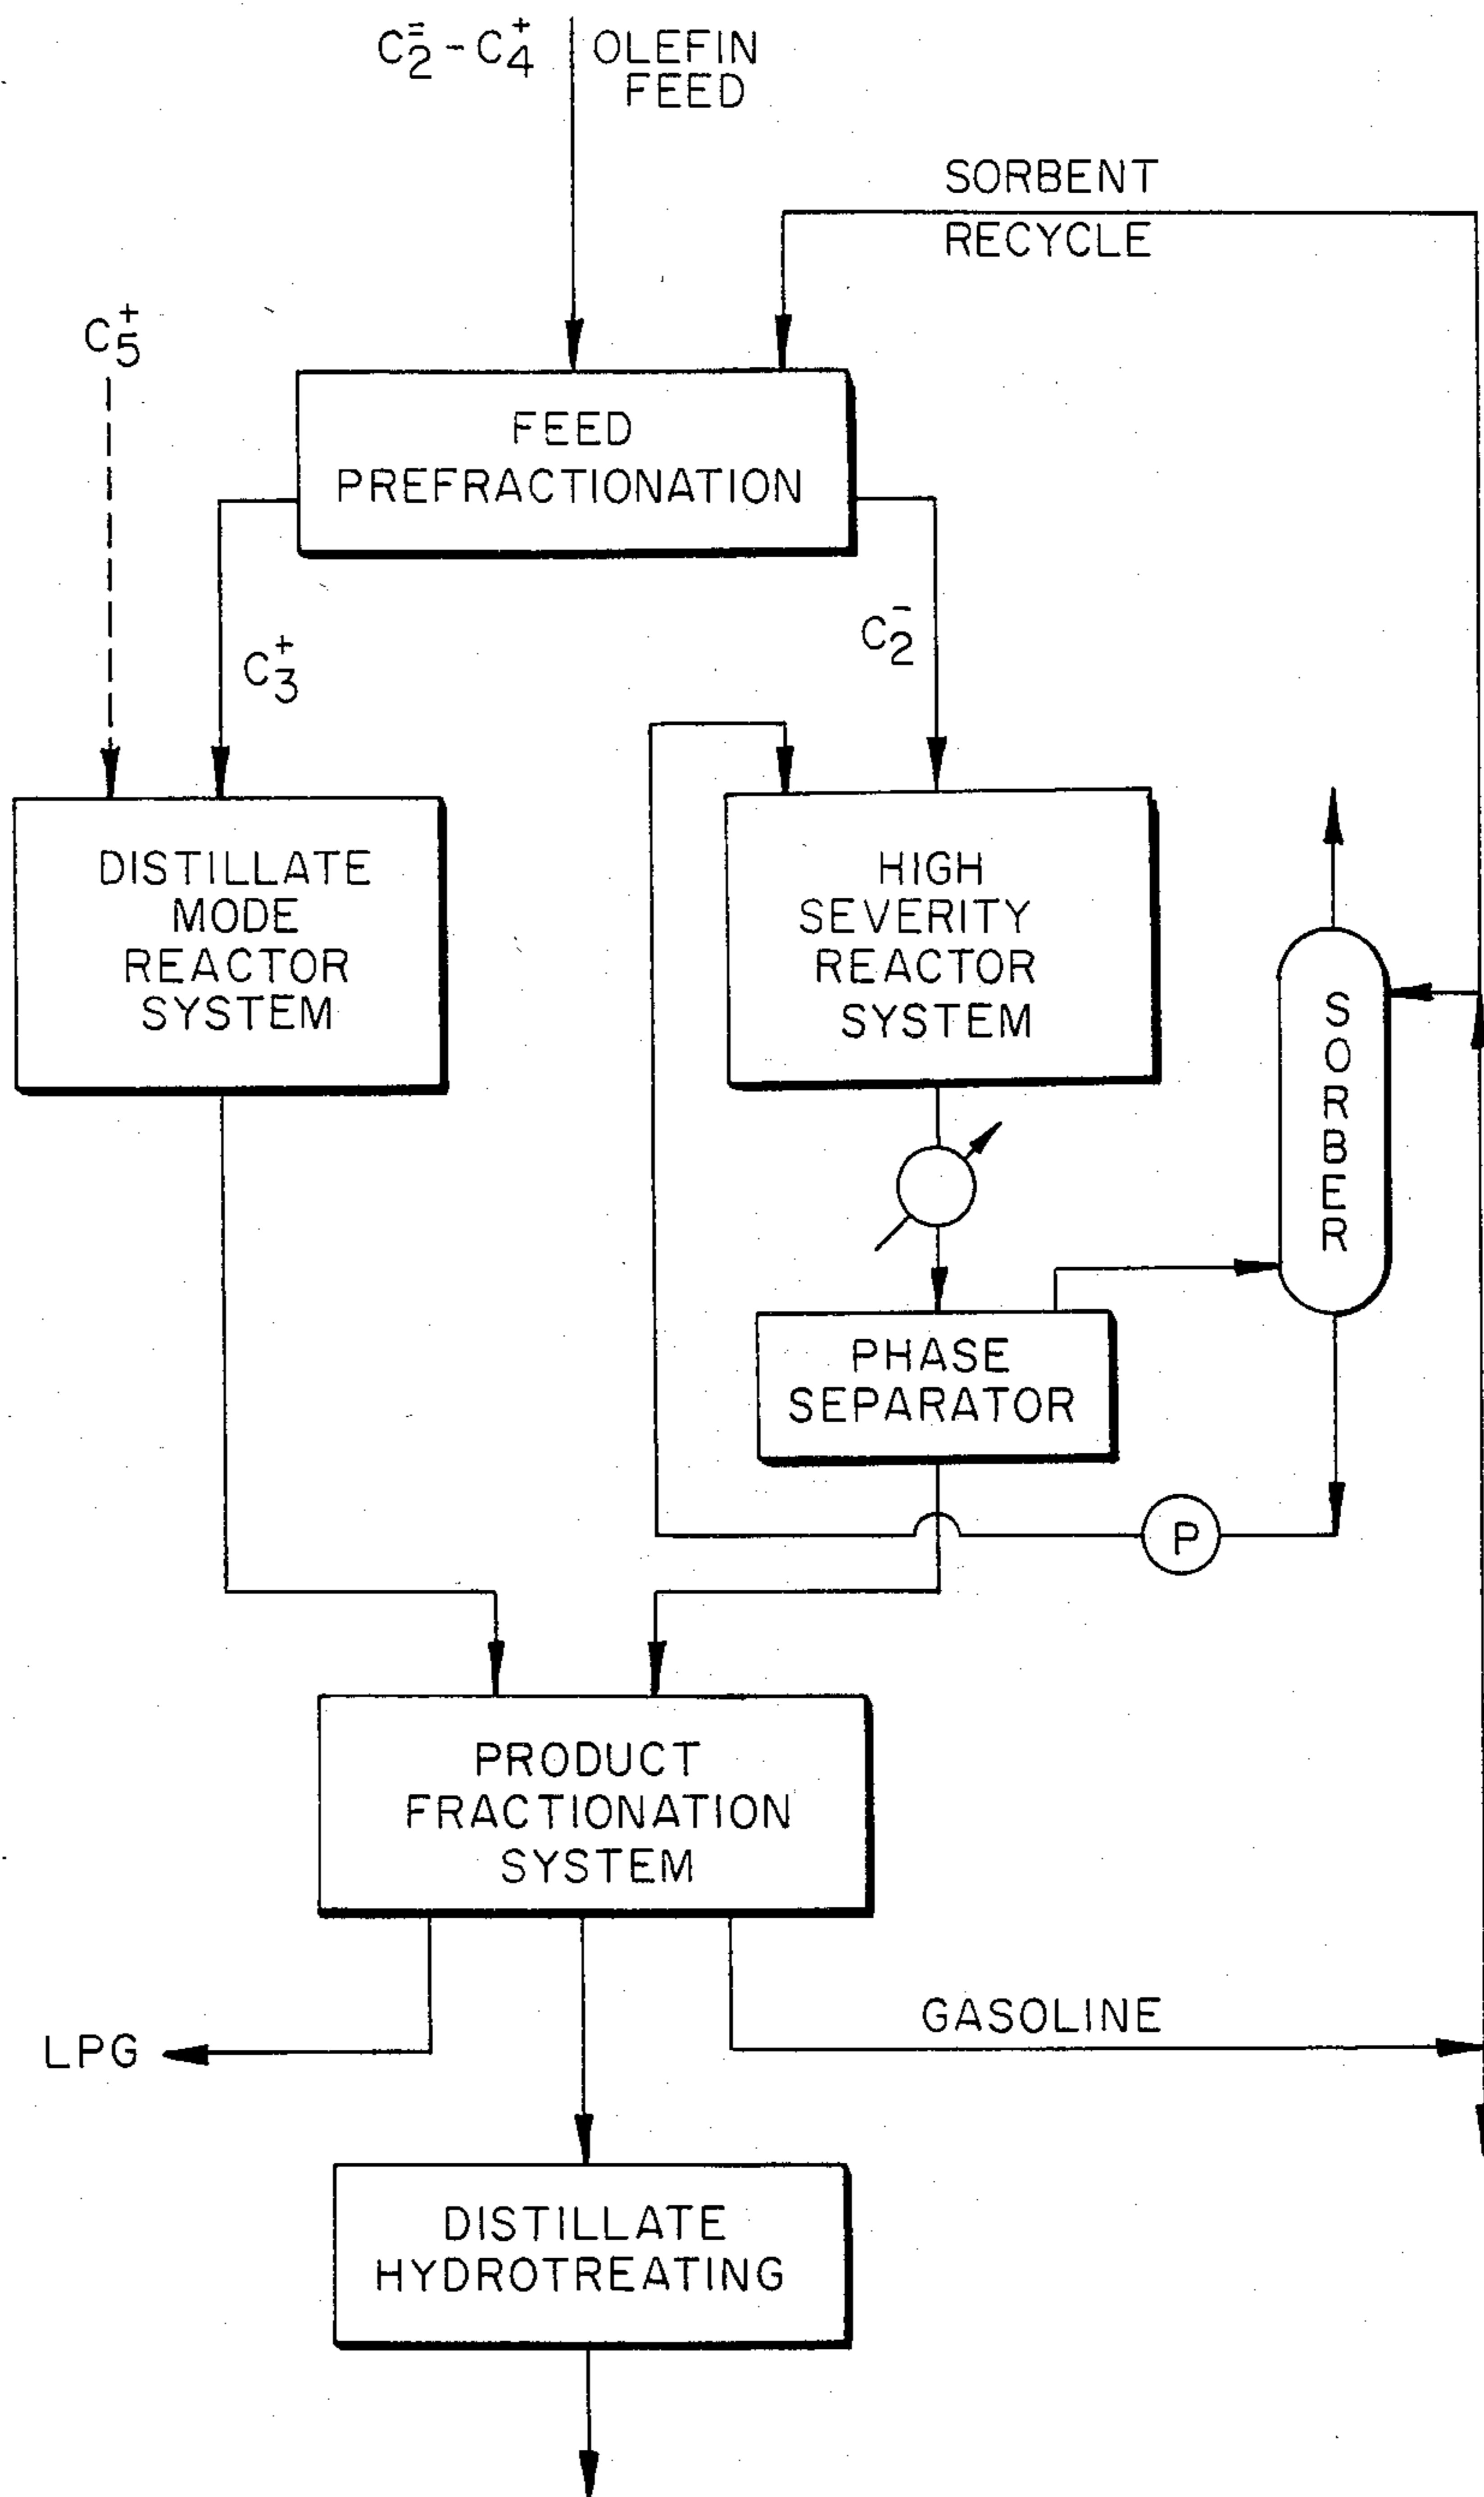 C₂⁼-C₄⁺ OLEFIN
FEED
SORBENT
RECYCLE
C₅⁺
FEED
PREFRACTIONATION
C₃⁺
C₂⁻
DISTILLATE
MODE
REACTOR
SYSTEM
HIGH
SEVERITY
REACTOR
SYSTEM
SORBER
PHASE
SEPARATOR
P
PRODUCT
FRACTIONATION
SYSTEM
GASOLINE
LPG
DISTILLATE
HYDROTREATING